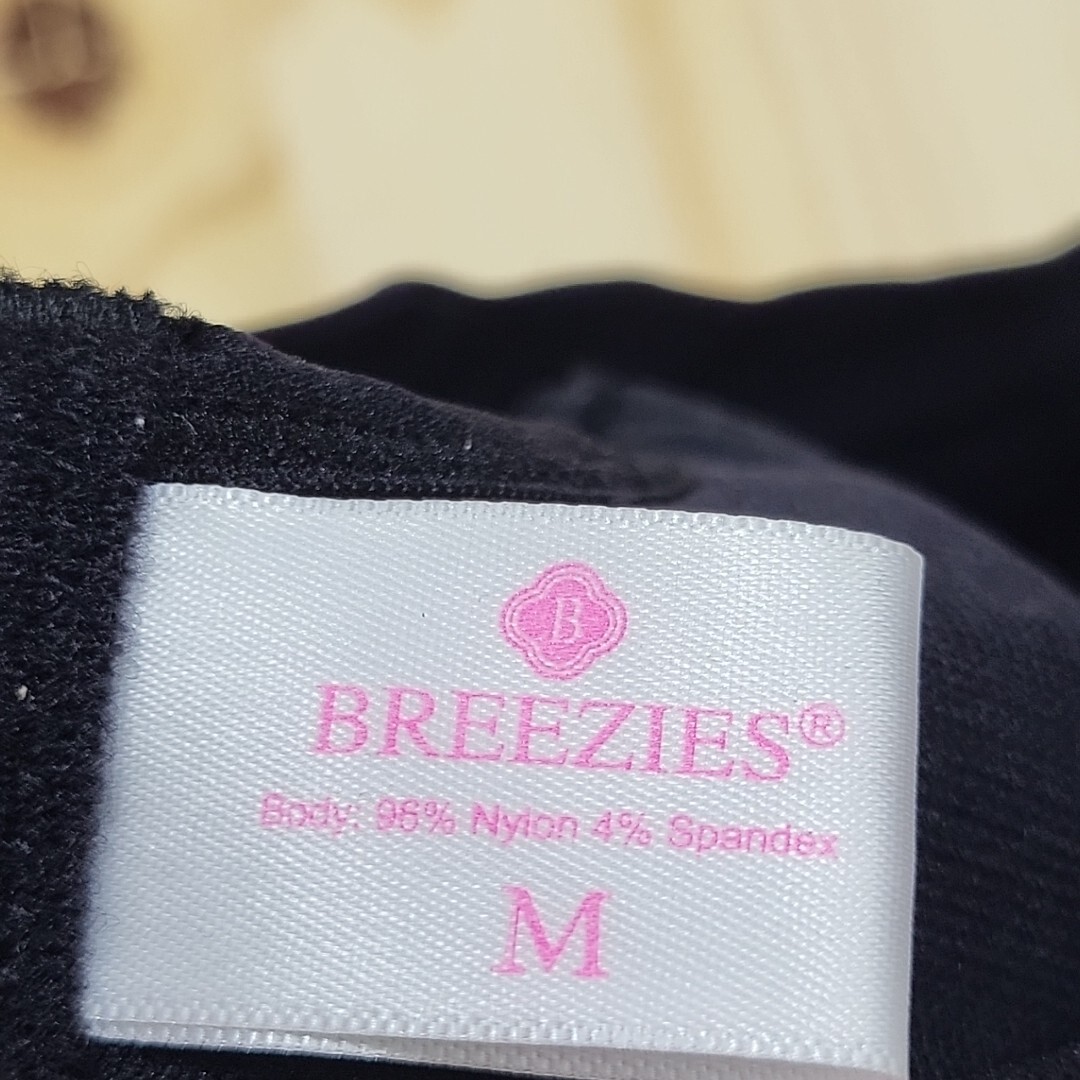 B
BREEZIES®
Body: 96% Nylon 4% Spandex
M